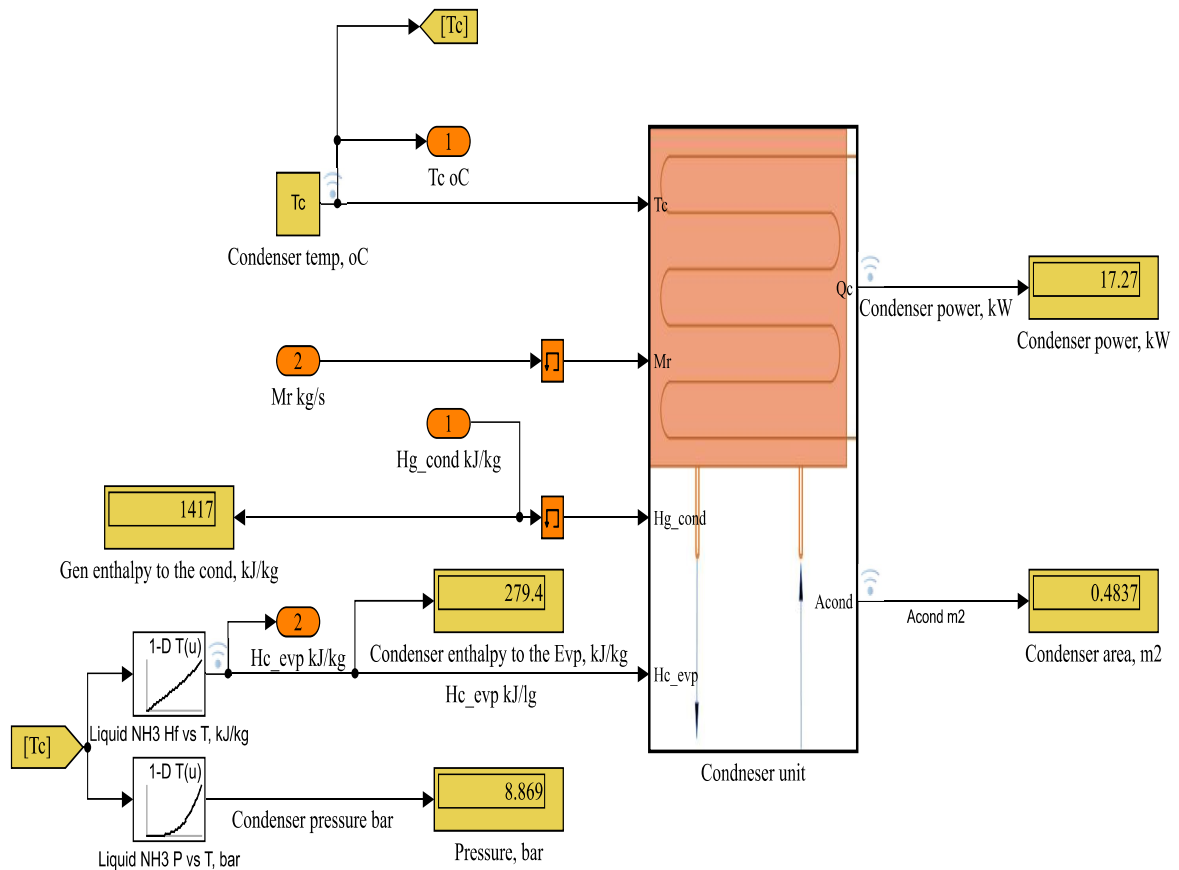 [Tc]
1
Tc oC
Tc
Condenser temp, oC
Tc
Qc
Condenser power, kW
17.27
Condenser power, kW
2
Mr kg/s
Mr
1
Hg_cond kJ/kg
1417
Gen enthalpy to the cond, kJ/kg
Hg_cond
279.4
Condenser enthalpy to the Evp, kJ/kg
2
Hc_evp kJ/kg
Hc_evp kJ/lg
Hc_evp
Acond
Acond m2
0.4837
Condenser area, m2
1-D T(u)
Liquid NH3 Hf vs T, kJ/kg
[Tc]
1-D T(u)
Liquid NH3 P vs T, bar
Condenser pressure bar
8.869
Pressure, bar
Condneser unit